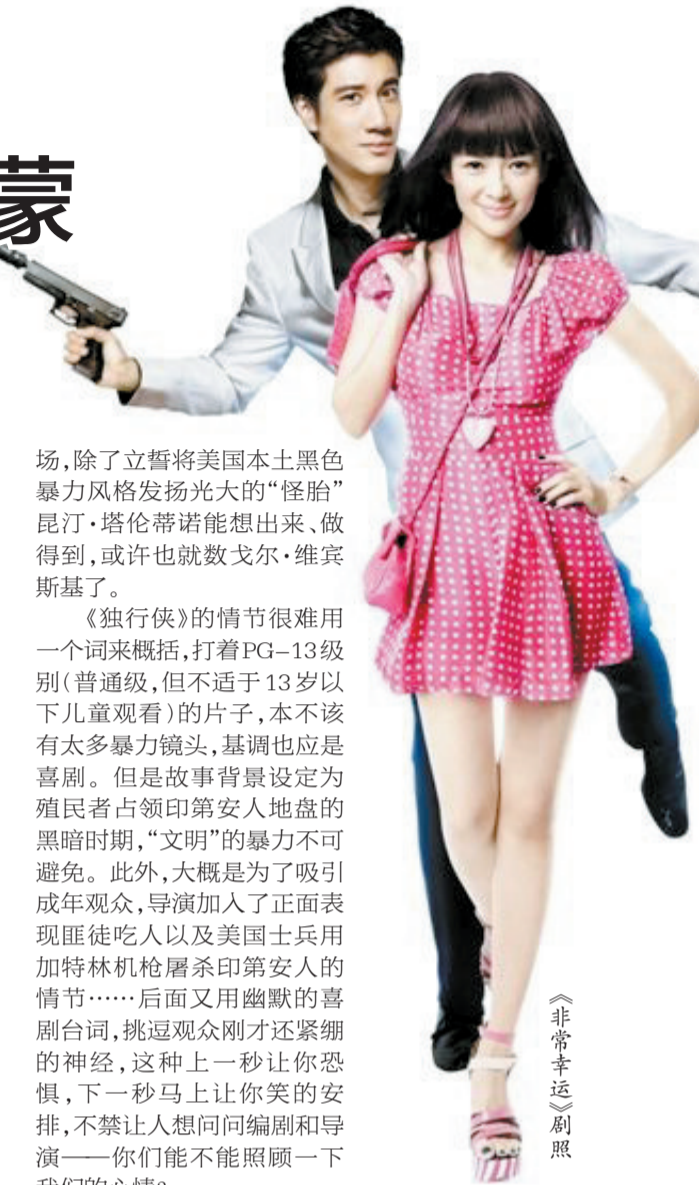 蒙
场，除了立誓将美国本土黑色
暴力风格发扬光大的“怪胎”
昆汀·塔伦蒂诺能想出来、做
得到，或许也就数戈尔·维宾
斯基了。
《独行侠》的情节很难用
一个词来概括，打着PG-13级
别（普通级，但不适于13岁以
下儿童观看）的片子，本不该
有太多暴力镜头，基调也应是
喜剧。但是故事背景设定为
殖民者占领印第安人地盘的
黑暗时期，“文明”的暴力不可
避免。此外，大概是为了吸引
成年观众，导演加入了正面表
现匪徒吃人以及美国士兵用
加特林机枪屠杀印第安人的
情节……后面又用幽默的喜
剧台词，挑逗观众刚才还紧绷
的神经，这种上一秒让你恐
惧，下一秒马上让你笑的安
排，不禁让人想问问编剧和导
演——你们能不能照顾一下
我们的心情？
《非常幸运》剧照